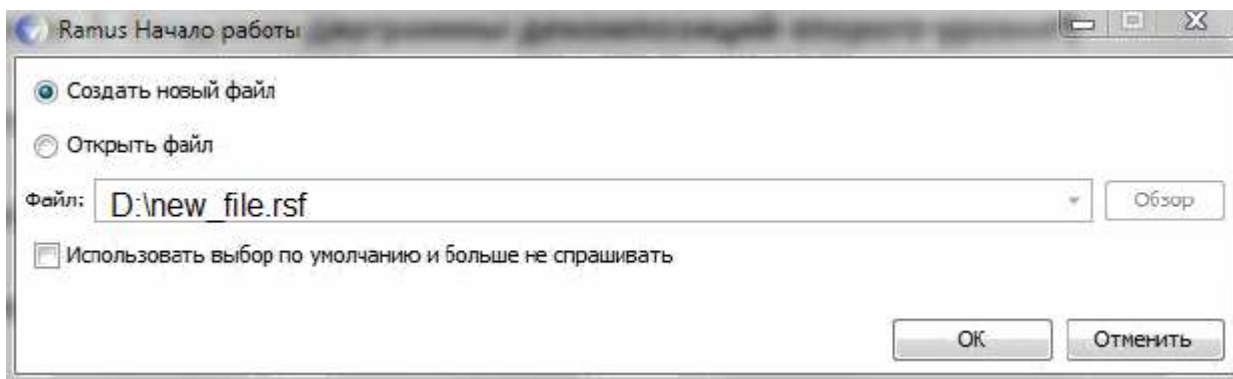 Ramus Начало работы
Создать новый файл
Открыть файл
Файл: D:\new_file.rsf Обзор
Использовать выбор по умолчанию и больше не спрашивать
ОК Отменить